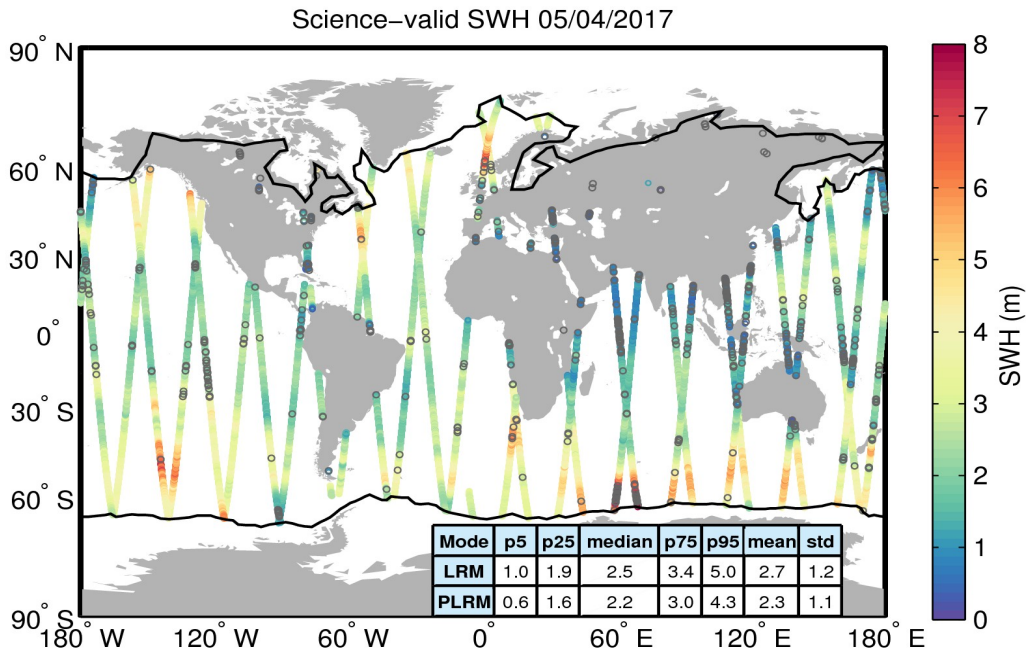 Science-valid SWH 05/04/2017
90° N
60° N
30° N
0°
30° S
60° S
90° S
180° W 120° W 60° W 0° 60° E 120° E 180° E
Mode p5 p25 median p75 p95 mean std
LRM 1.0 1.9 2.5 3.4 5.0 2.7 1.2
PLRM 0.6 1.6 2.2 3.0 4.3 2.3 1.1
8
7
6
5
4
3
2
1
0
SWH (m)